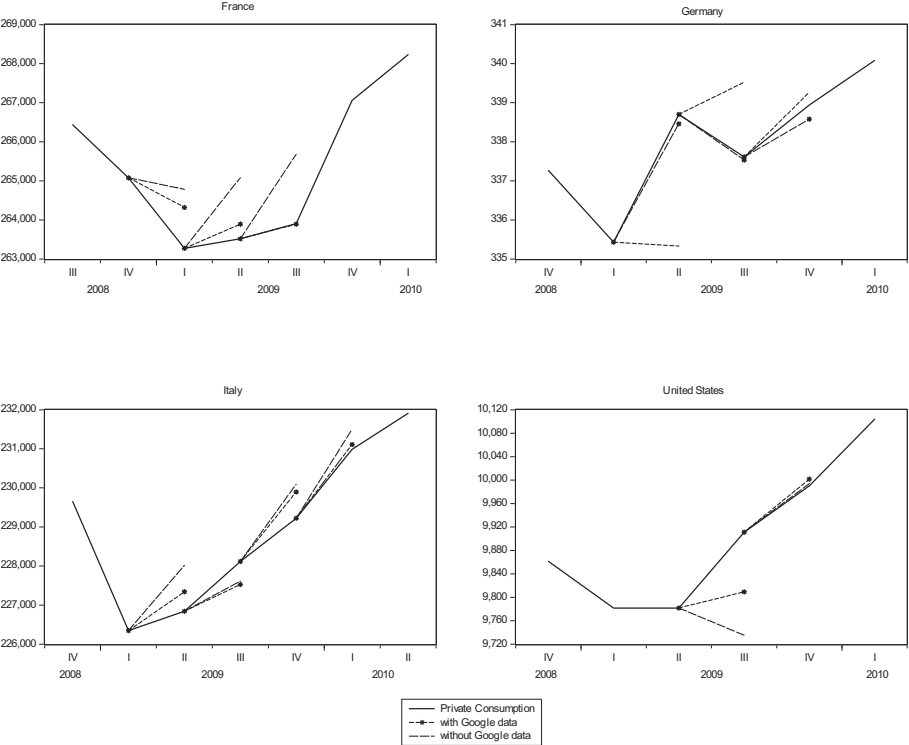 France
269,000
268,000
267,000
266,000
265,000
264,000
263,000
III IV I II III IV I
2008 2009 2010
Germany
341
340
339
338
337
336
335
IV I II III IV I
2008 2009 2010
Italy
232,000
231,000
230,000
229,000
228,000
227,000
226,000
IV I II III IV I II
2008 2009 2010
United States
10,120
10,080
10,040
10,000
9,960
9,920
9,880
9,840
9,800
9,760
9,720
IV I II III IV I
2008 2009 2010
Private Consumption
with Google data
without Google data